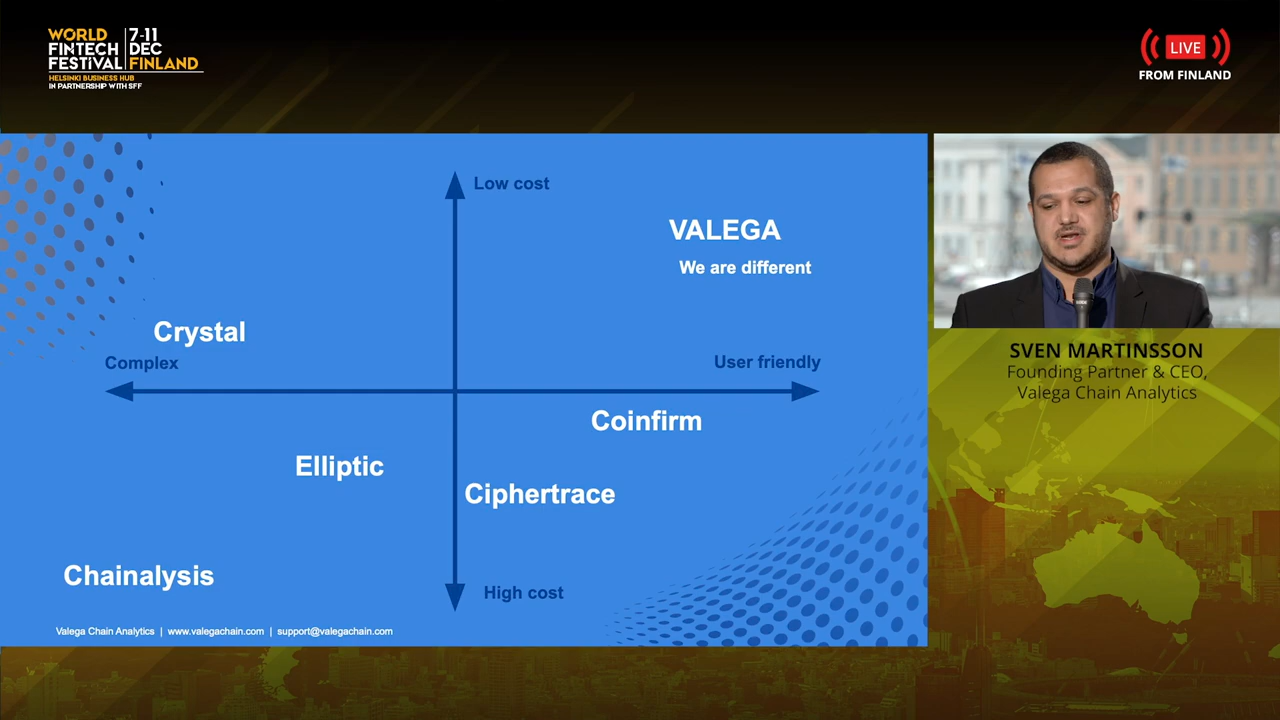 WORLD
FINTECH
FESTIVAL
7-11
DEC
FINLAND
HELSINKI BUSINESS HUB
IN PARTNERSHIP WITH SFF
LIVE
FROM FINLAND
Low cost
VALEGA
We are different
Crystal
Complex
User friendly
Coinfirm
Elliptic
Ciphertrace
Chainalysis
High cost
Valega Chain Analytics | www.valegachain.com | support@valegachain.com
SVEN MARTINSSON
Founding Partner & CEO,
Valega Chain Analytics